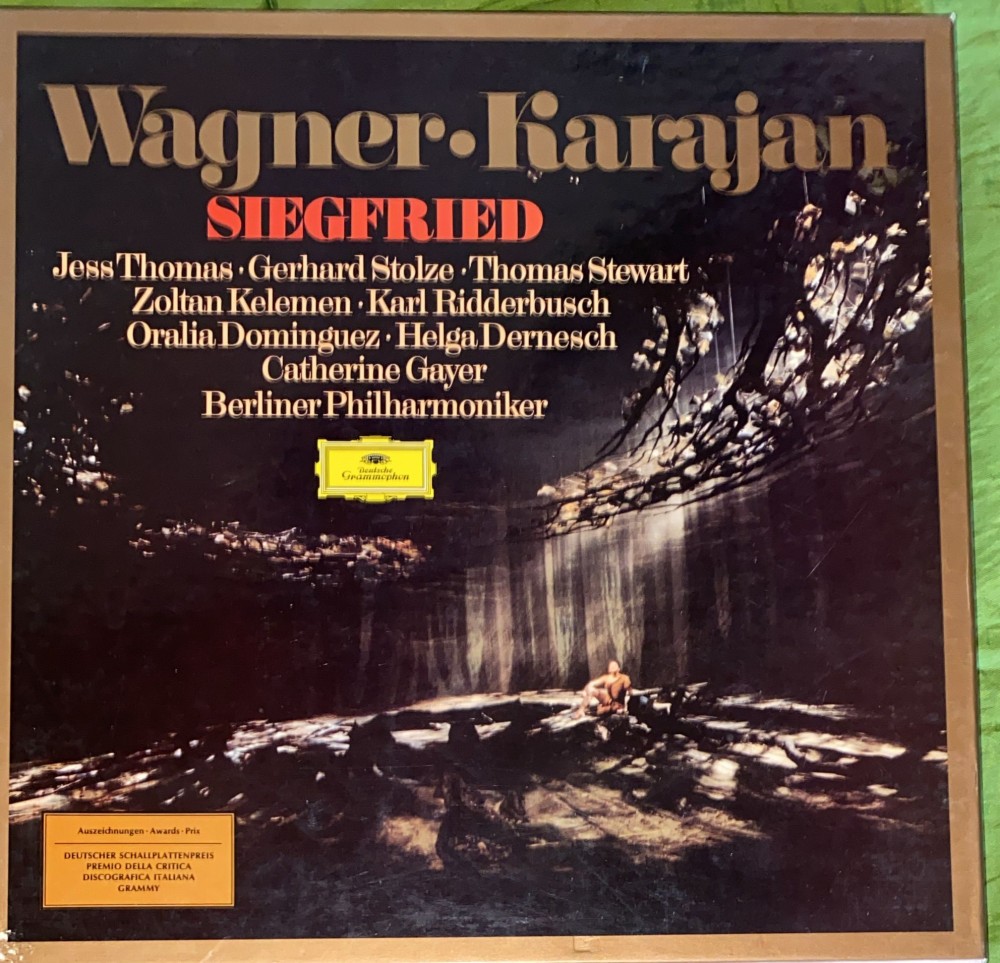 Wagner·Karajan
SIEGFRIED
Jess Thomas · Gerhard Stolze · Thomas Stewart
Zoltan Kelemen · Karl Ridderbusch
Oralia Dominguez · Helga Dernesch
Catherine Gayer
Berliner Philharmoniker
Deutsche
Grammophon
Auszeichnungen · Awards · Prix
DEUTSCHER SCHALLPLATTENPREIS
PREMIO DELLA CRITICA
DISCOGRAFICA ITALIANA
GRAMMY